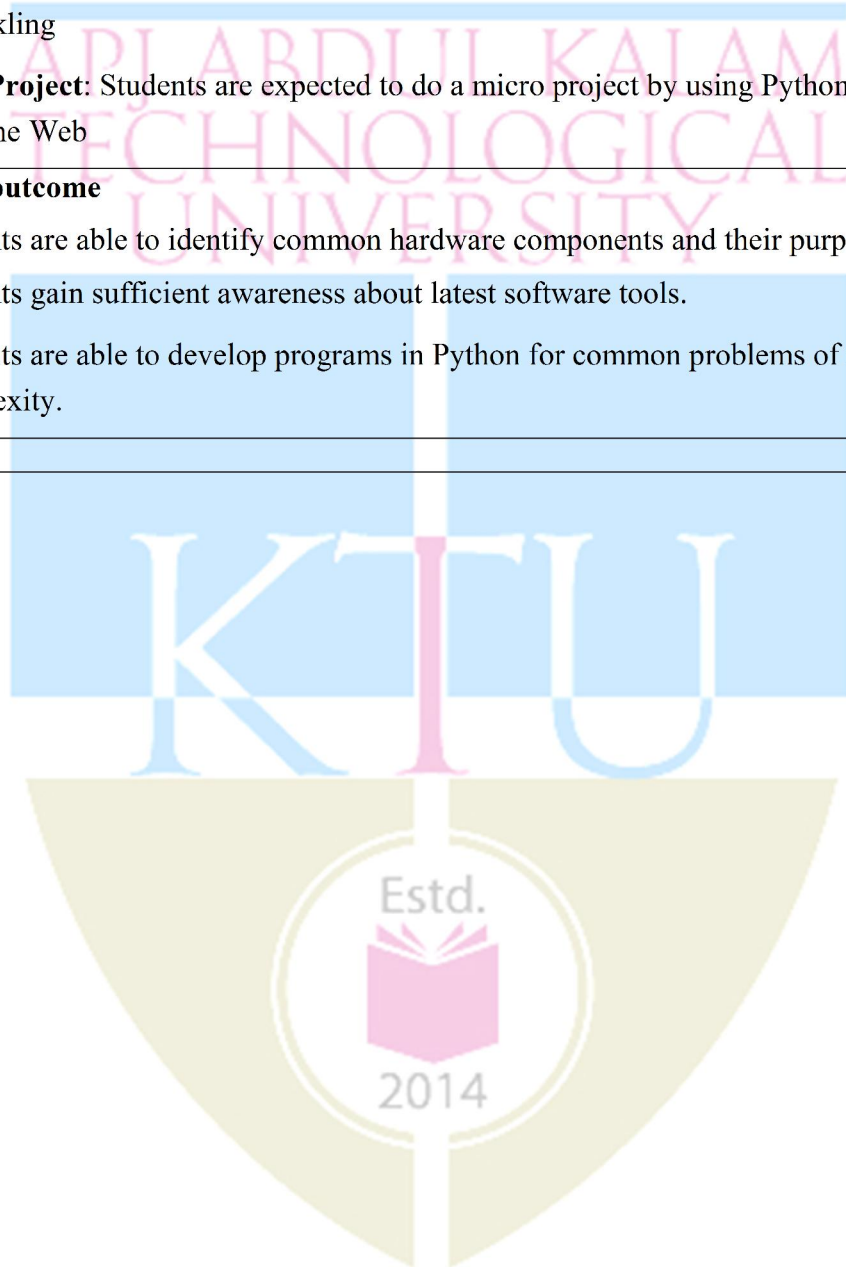 kling
APJ ABDUL KALAM
Project: Students are expected to do a micro project by using Python
TECHNOLOGICAL
he Web
outcome
UNIVERSITY
ts are able to identify common hardware components and their purp
ts gain sufficient awareness about latest software tools.
ts are able to develop programs in Python for common problems of
exity.
KTU
Estd.
2014